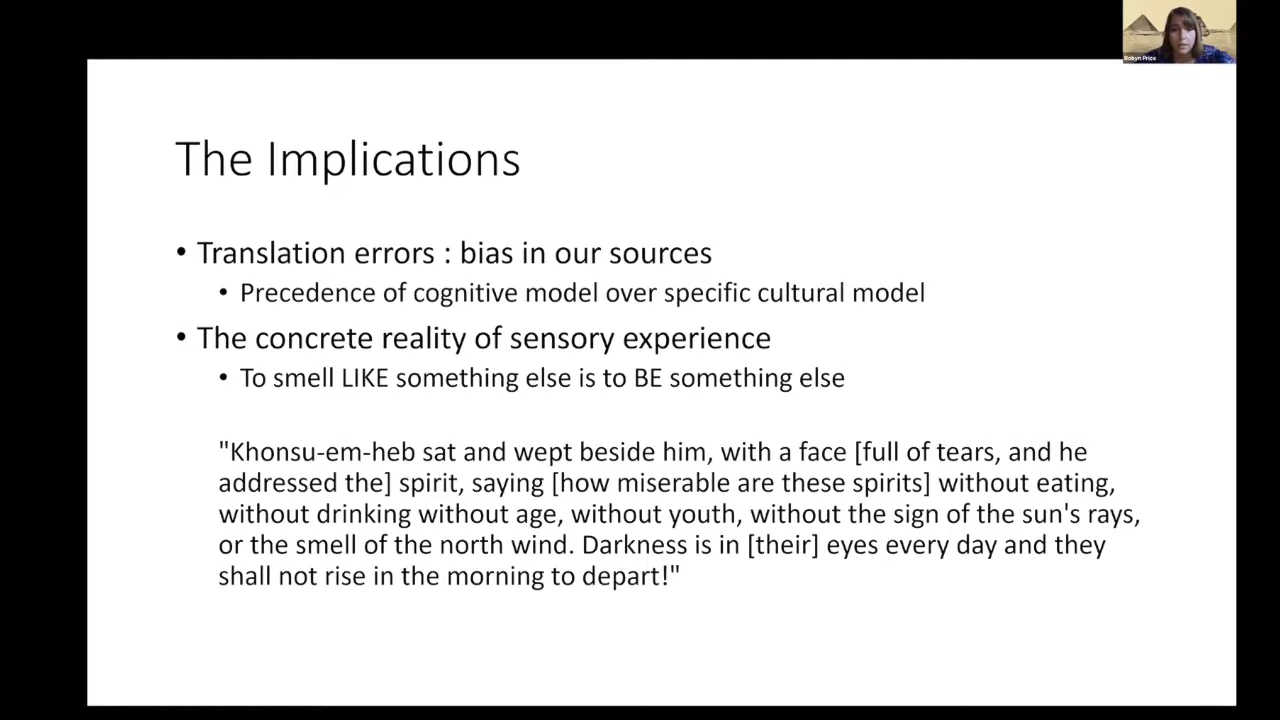 Robyn Price
The Implications
• Translation errors : bias in our sources
• Precedence of cognitive model over specific cultural model
• The concrete reality of sensory experience
• To smell LIKE something else is to BE something else
"Khonsu-em-heb sat and wept beside him, with a face [full of tears, and he
addressed the] spirit, saying [how miserable are these spirits] without eating,
without drinking without age, without youth, without the sign of the sun's rays,
or the smell of the north wind. Darkness is in [their] eyes every day and they
shall not rise in the morning to depart!"